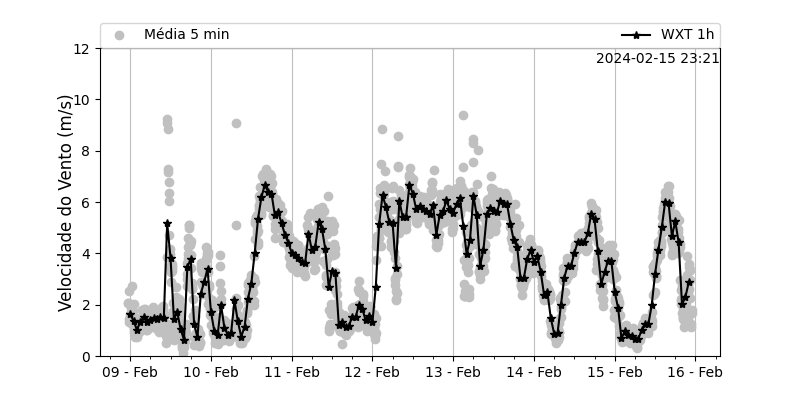 Média 5 min
WXT 1h
2024-02-15 23:21
Velocidade do Vento (m/s)
12
10
8
6
4
2
0
09 - Feb
10 - Feb
11 - Feb
12 - Feb
13 - Feb
14 - Feb
15 - Feb
16 - Feb